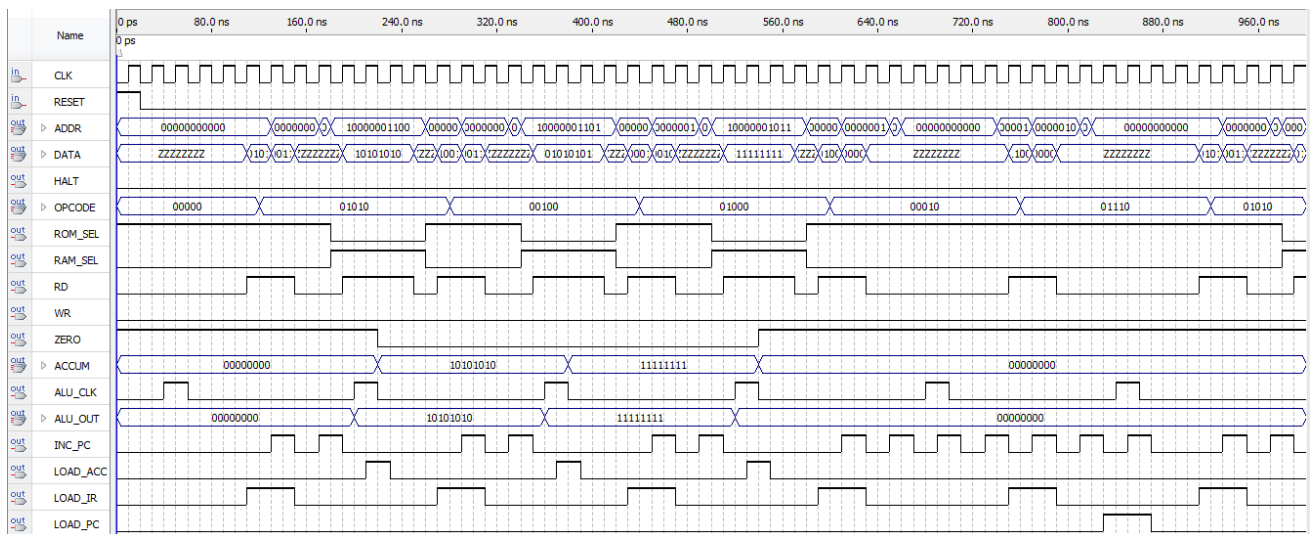 Name 0 ps 80.0 ns 160.0 ns 240.0 ns 320.0 ns 400.0 ns 480.0 ns 560.0 ns 640.0 ns 720.0 ns 800.0 ns 880.0 ns 960.0 ns
0 ps
in CLK
in RESET
out ADDR 00000000000 10000001100 10000001101 10000001011 00000000000 00000000000
out DATA ZZZZZZZZ 10101010 01010101 11111111 ZZZZZZZZ ZZZZZZZZ
out HALT
out OPCODE 00000 01010 00100 01000 00010 01110 01010
out ROM_SEL
out RAM_SEL
out RD
out WR
out ZERO
out ACCUM 00000000 10101010 11111111 00000000
out ALU_CLK
out ALU_OUT 00000000 10101010 11111111 00000000
out INC_PC
out LOAD_ACC
out LOAD_IR
out LOAD_PC